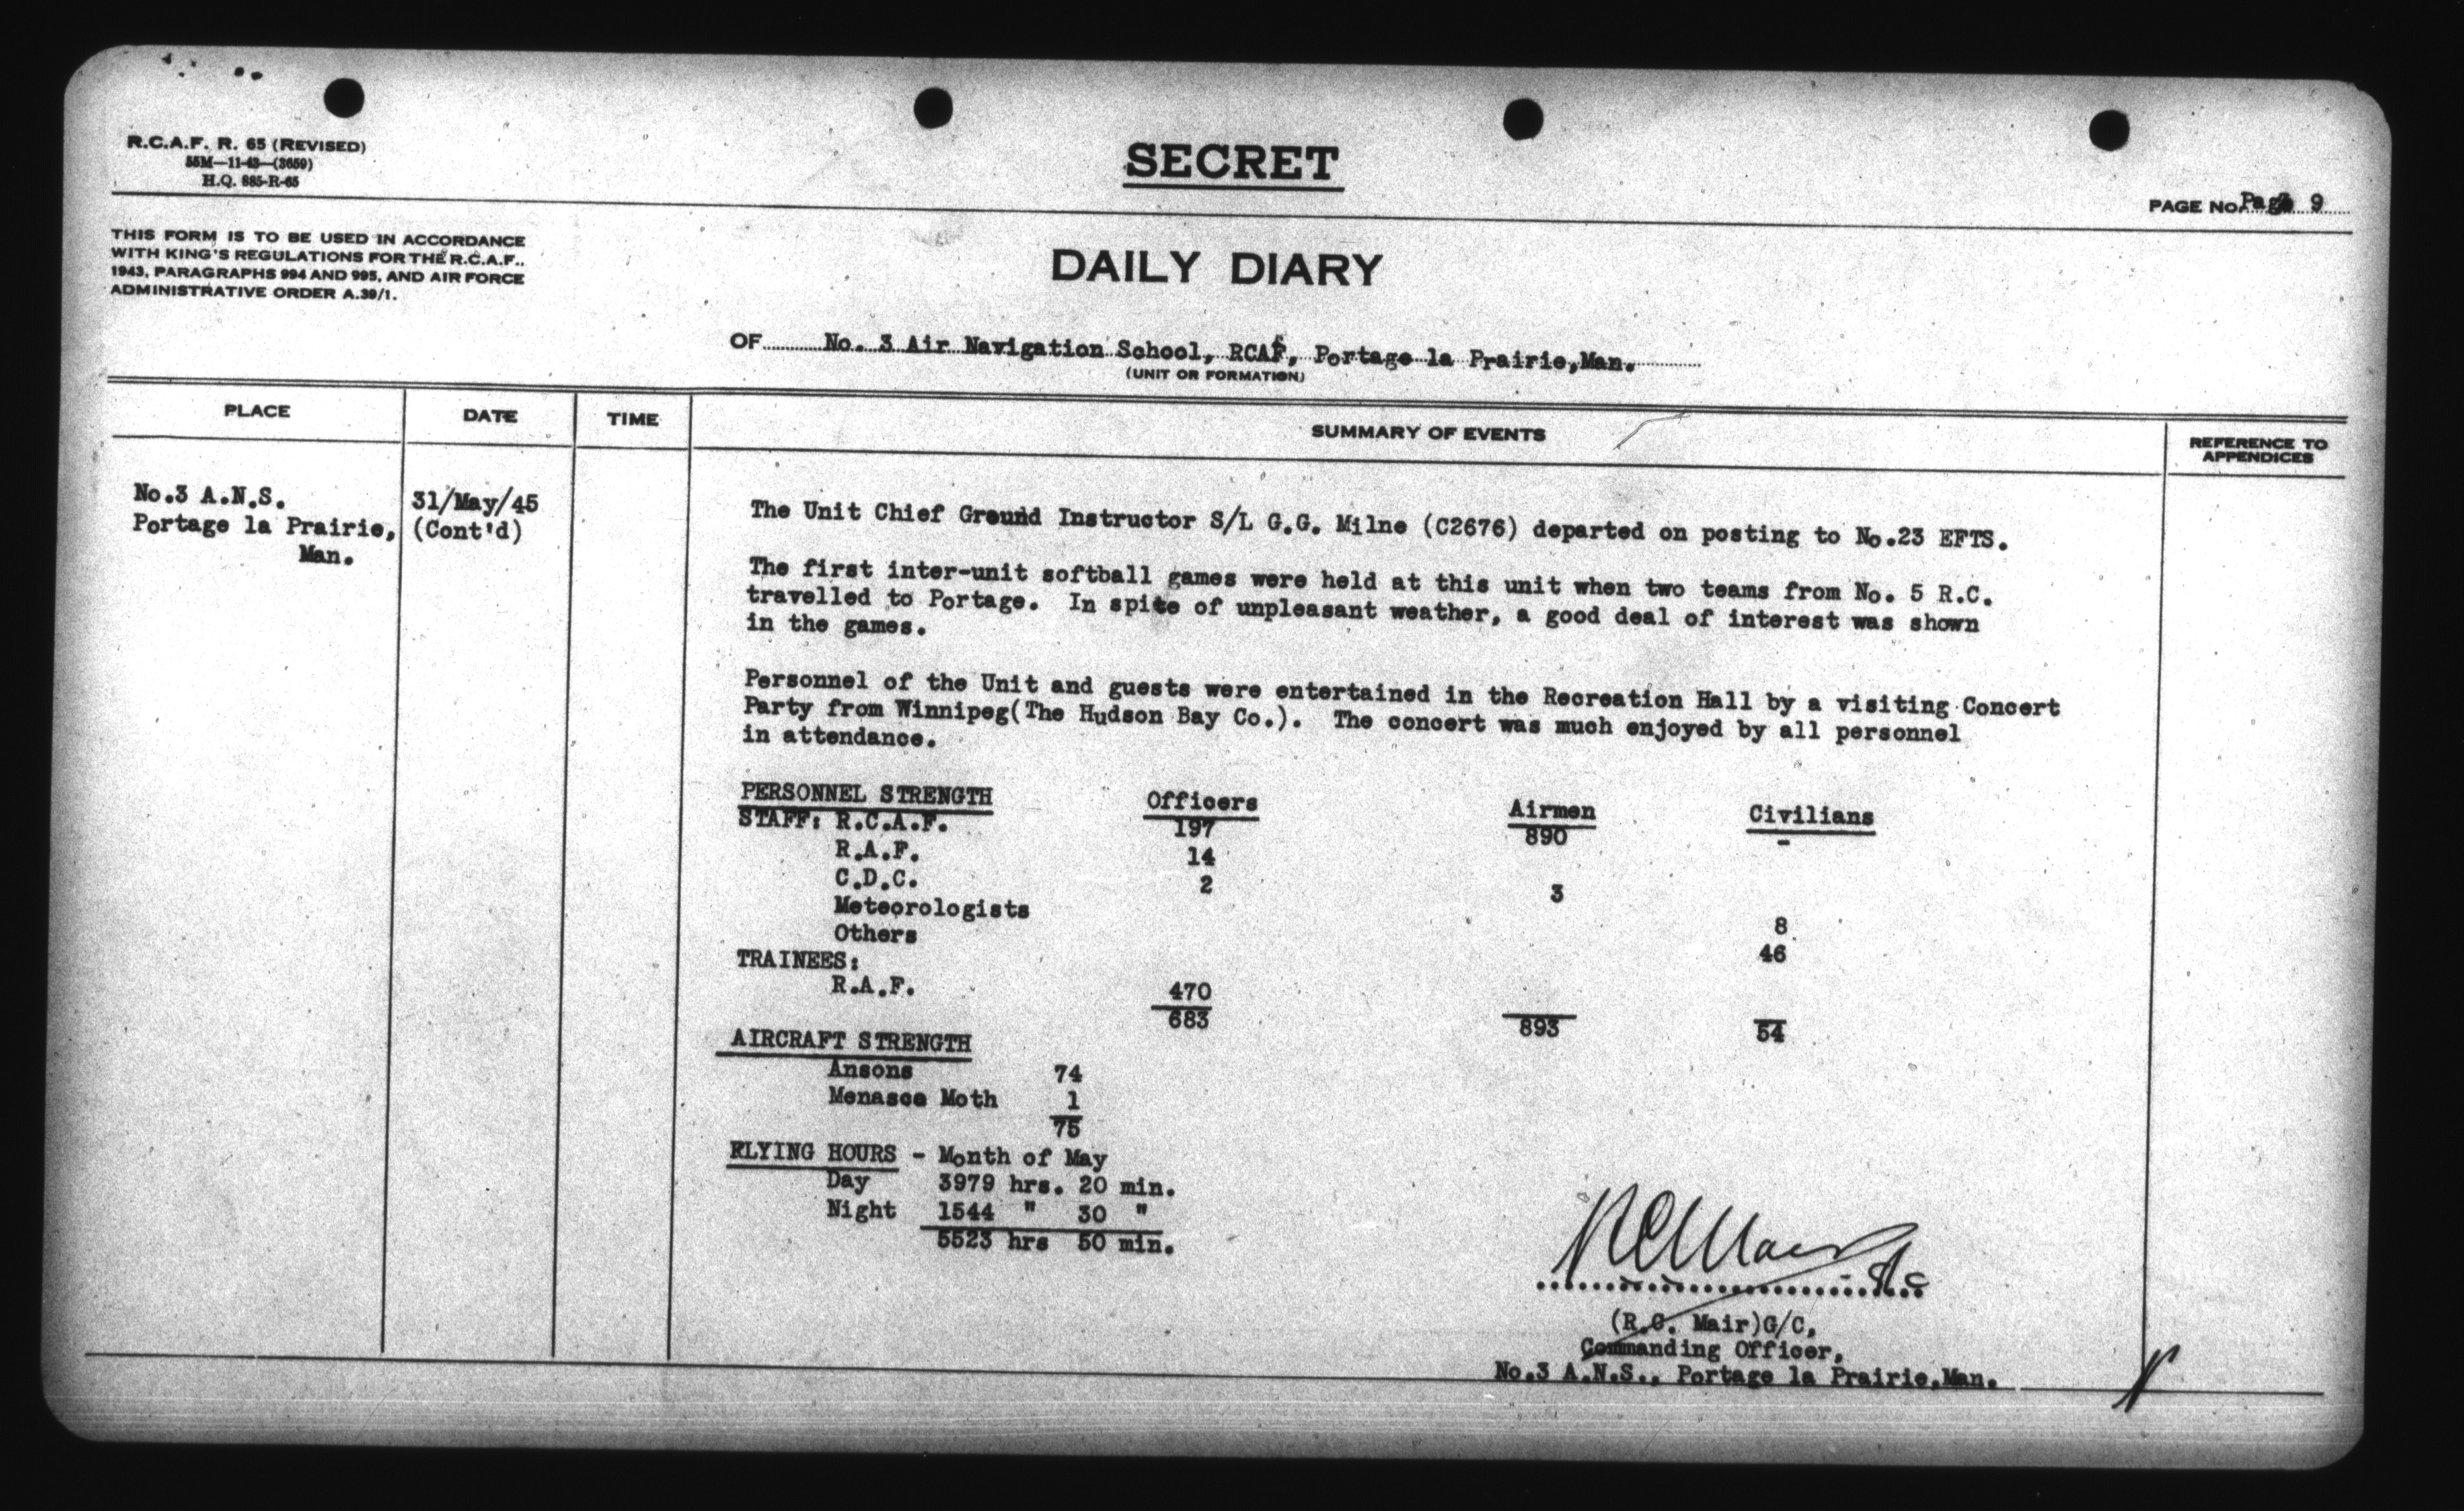 R.C.A.F. R. 65 (REVISED)
55M—11-43—(3659)
H.Q. 885-R-65
SECRET
PAGE No. Page 9
THIS FORM IS TO BE USED IN ACCORDANCE
WITH KING'S REGULATIONS FOR THE R.C.A.F.,
1943, PARAGRAPHS 994 AND 995, AND AIR FORCE
ADMINISTRATIVE ORDER A.39/1.
DAILY DIARY
OF No. 3 Air Navigation School, RCAF, Portage la Prairie,Man.
(UNIT OR FORMATION)
PLACE DATE TIME SUMMARY OF EVENTS REFERENCE TO APPENDICES
No.3 A.N.S. 31/May/45
Portage la Prairie, (Cont'd)
Man.
The Unit Chief Ground Instructor S/L G.G. Milne (C2676) departed on posting to No.23 EFTS.
The first inter-unit softball games were held at this unit when two teams from No. 5 R.C.
travelled to Portage. In spite of unpleasant weather, a good deal of interest was shown
in the games.
Personnel of the Unit and guests were entertained in the Recreation Hall by a visiting Concert
Party from Winnipeg(The Hudson Bay Co.). The concert was much enjoyed by all personnel
in attendance.
PERSONNEL STRENGTH Officers Airmen Civilians
STAFF: R.C.A.F. 197 890 -
R.A.F. 14
C.D.C. 2 3
Meteorologists 8
Others 46
TRAINEES:
R.A.F. 470
683 893 54
AIRCRAFT STRENGTH
Ansons 74
Menasco Moth 1
75
FLYING HOURS - Month of May
Day 3979 hrs. 20 min.
Night 1544 " 30 "
5523 hrs 50 min.
R C Mair G/C
(R.C. Mair)G/C,
Commanding Officer,
No.3 A.N.S., Portage la Prairie,Man.